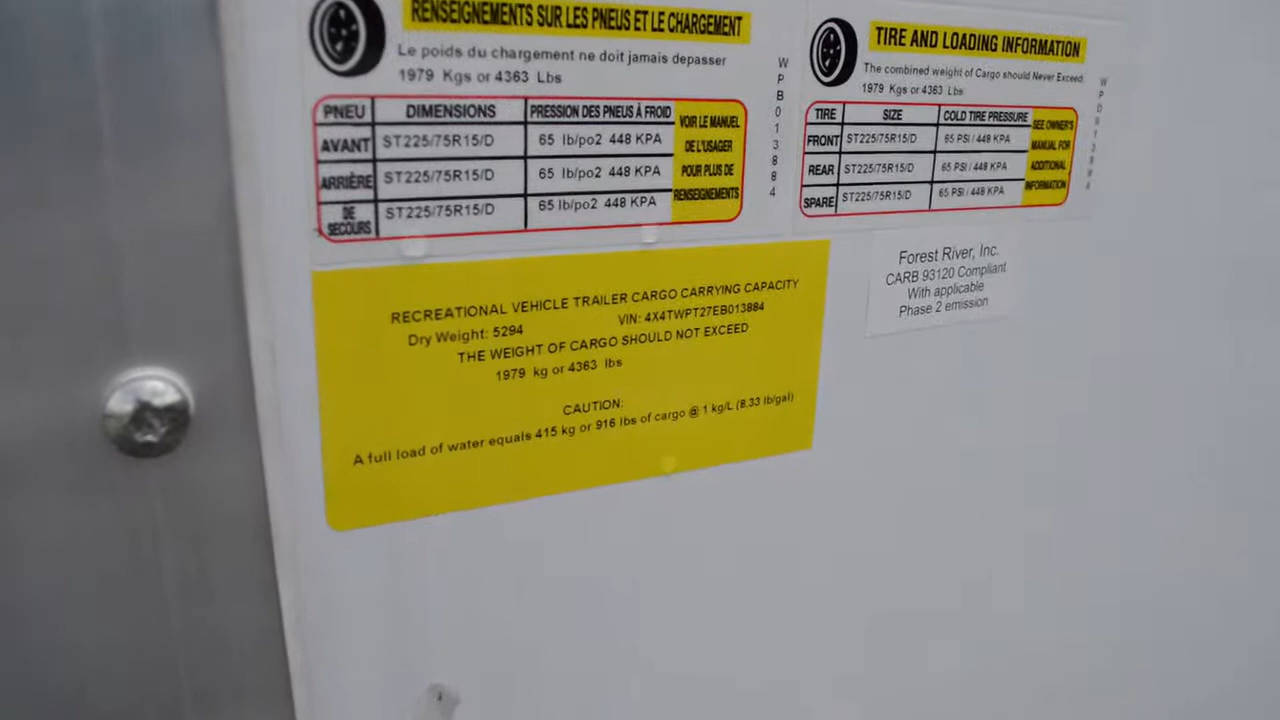 RENSEIGNEMENTS SUR LES PNEUS ET LE CHARGEMENT
Le poids du chargement ne doit jamais depasser
1979 Kgs or 4363 Lbs
PNEU DIMENSIONS PRESSION DES PNEUS À FROID
AVANT ST225/75R15/D 65 lb/po2 448 KPA
ARRIÈRE ST225/75R15/D 65 lb/po2 448 KPA
DE SECOURS ST225/75R15/D 65 lb/po2 448 KPA
VOIR LE MANUEL
DE L'USAGER
POUR PLUS DE
RENSEIGNEMENTS
WPB013884
TIRE AND LOADING INFORMATION
The combined weight of Cargo should Never Exceed
1979 Kgs or 4363 Lbs
TIRE SIZE COLD TIRE PRESSURE
FRONT ST225/75R15/D 65 PSI / 448 KPA
REAR ST225/75R15/D 65 PSI / 448 KPA
SPARE ST225/75R15/D 65 PSI / 448 KPA
SEE OWNER'S
MANUAL FOR
ADDITIONAL
INFORMATION
RECREATIONAL VEHICLE TRAILER CARGO CARRYING CAPACITY
Dry Weight: 5294 VIN: 4X4TWPT27EB013884
THE WEIGHT OF CARGO SHOULD NOT EXCEED
1979 kg or 4363 lbs
CAUTION:
A full load of water equals 415 kg or 916 lbs of cargo @ 1 kg/L (8.33 lb/gal)
Forest River, Inc.
CARB 93120 Compliant
With applicable
Phase 2 emission